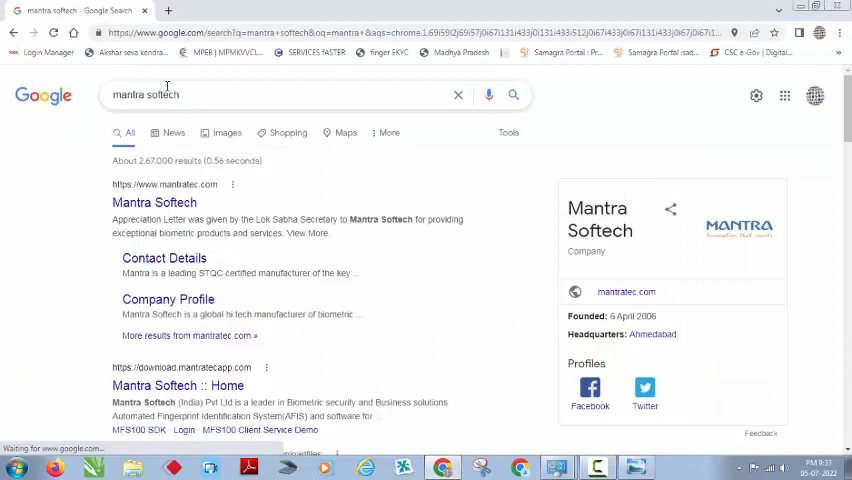 mantra softech - Google Search
https://www.google.com/search?q=mantra+softech&oq=mantra+&aqs=chrome.1.69i59l2j69i57j0i67i131i433j0i67i131i433i512j0i67i131i433j0i67j0i67i131i433l2...
Login Manager Akshar seva kendra... MPEB | MPMKVVCL... SERVICES fASTER finger EKYC Madhya Pradesh Samagra Portal : Pr... Samagra Portal :sad... CSC e-Gov | Digital...
Google
mantra softech
All News Images Shopping Maps More Tools
About 2,67,000 results (0.56 seconds)
https://www.mantratec.com
Mantra Softech
Appreciation Letter was given by the Lok Sabha Secretary to Mantra Softech for providing
exceptional biometric products and services. View More.
Contact Details
Mantra is a leading STQC certified manufacturer of the key ...
Company Profile
Mantra Softech is a global hi tech manufacturer of biometric ...
More results from mantratec.com »
https://download.mantratecapp.com
Mantra Softech :: Home
Mantra Softech (India) Pvt Ltd is a leader in Biometric security and Business solutions.
Automated Fingerprint Identification System(AFIS) and software for ...
MFS100 SDK · Login · MFS100 Client Service Demo
Mantra
Softech
Company
MANTRA
Innovation that counts
mantratec.com
Founded: 6 April 2006
Headquarters: Ahmedabad
Profiles
Facebook Twitter
Feedback
Waiting for www.google.com...
PM 9:33
05-07-2022